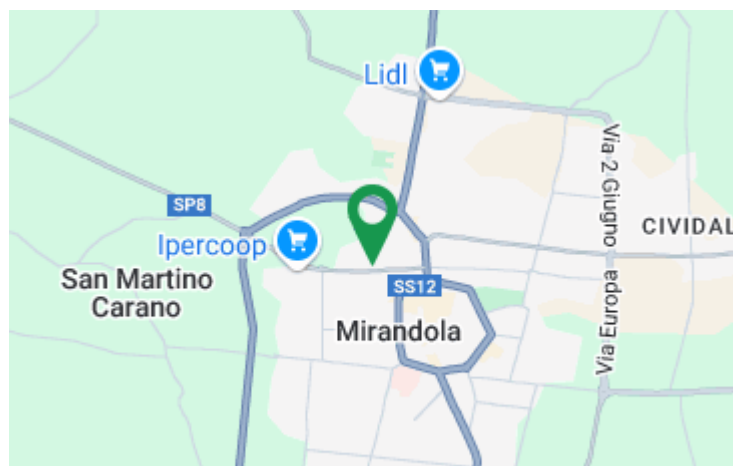 Lidl
Via 2 Giugno
SP8
CIVIDAL
Ipercoop
San Martino
Carano
SS12
Mirandola
Via Europa